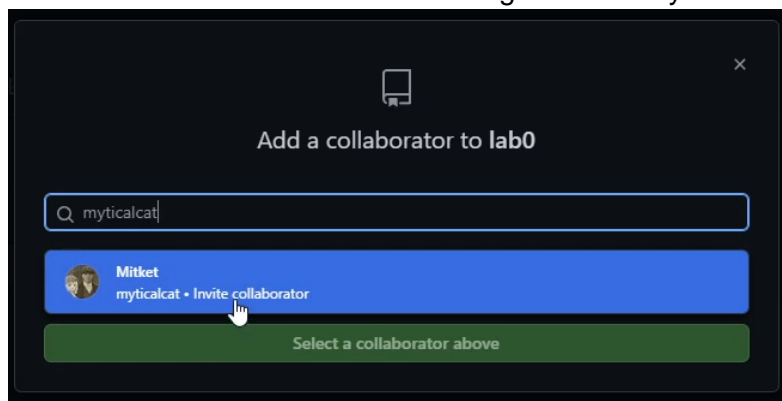 Add a collaborator to lab0
myticalcat
Mitket
myticalcat • Invite collaborator
Select a collaborator above